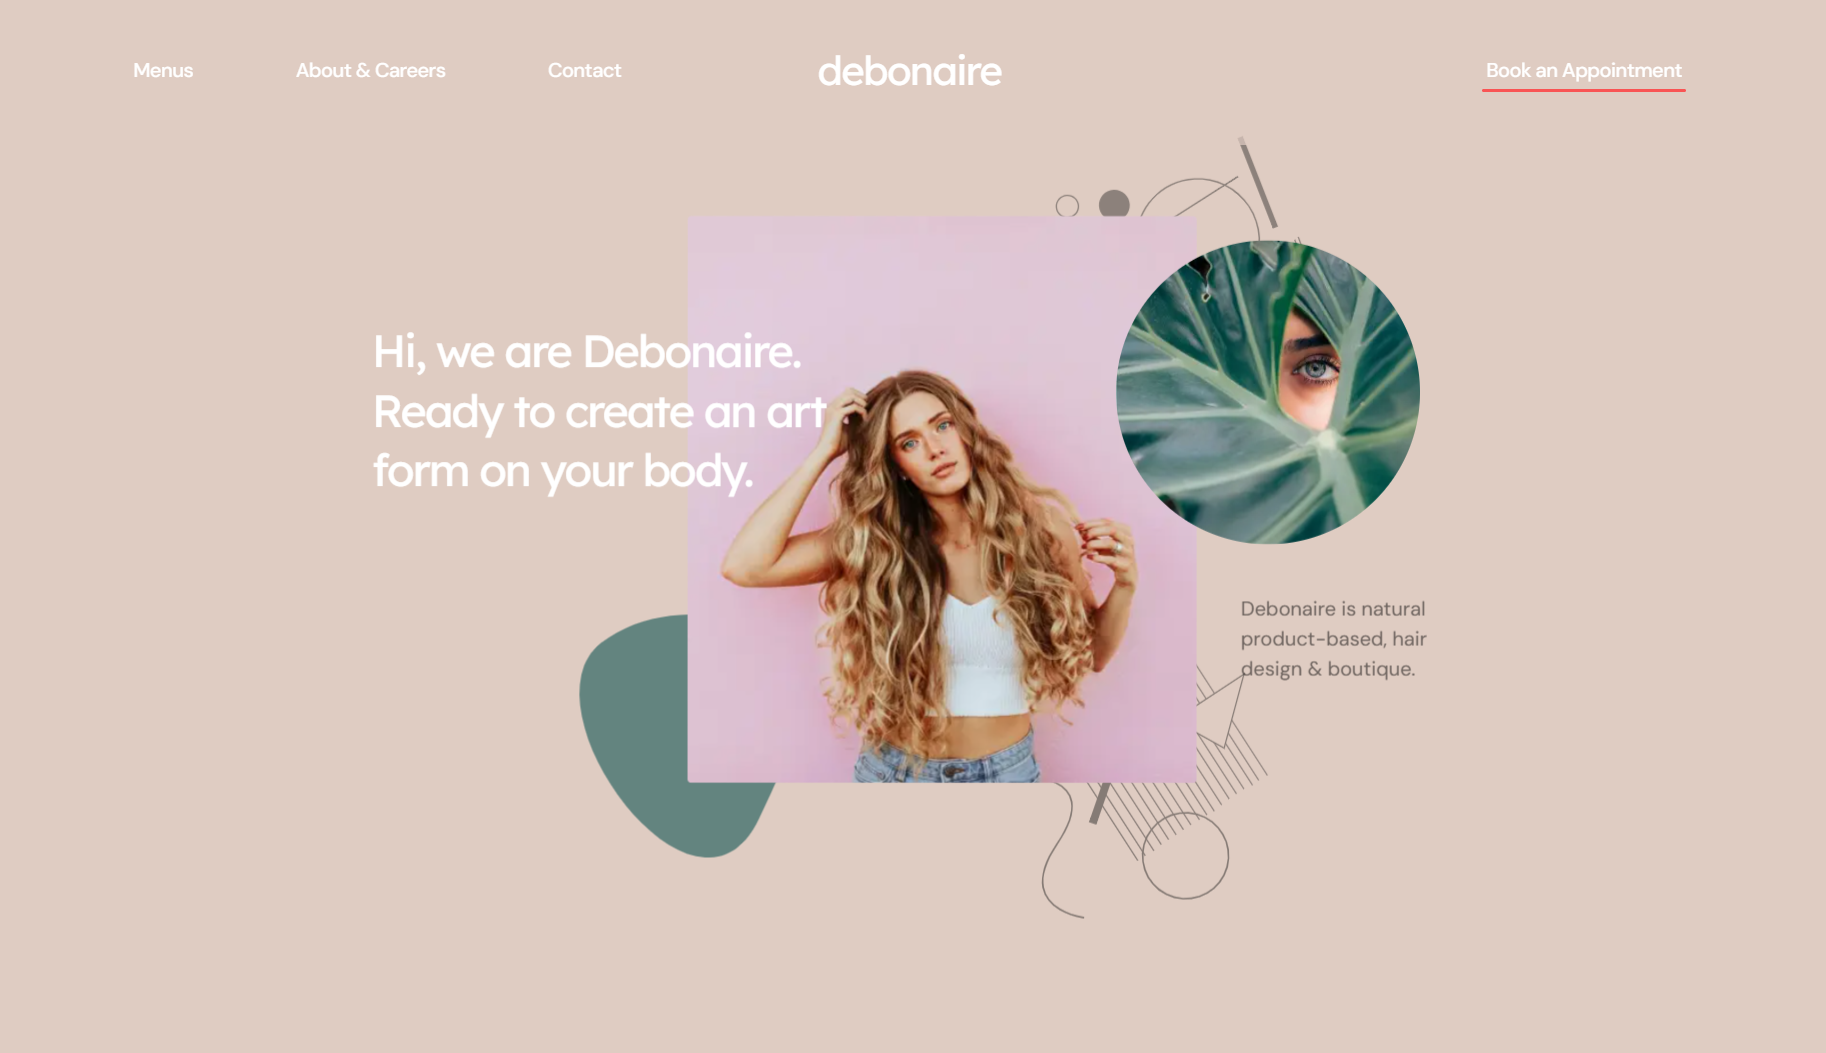 Menus
About & Careers
Contact
debonaire
Book an Appointment
Hi, we are Debonaire.
Ready to create an art
form on your body.
Debonaire is natural
product-based, hair
design & boutique.